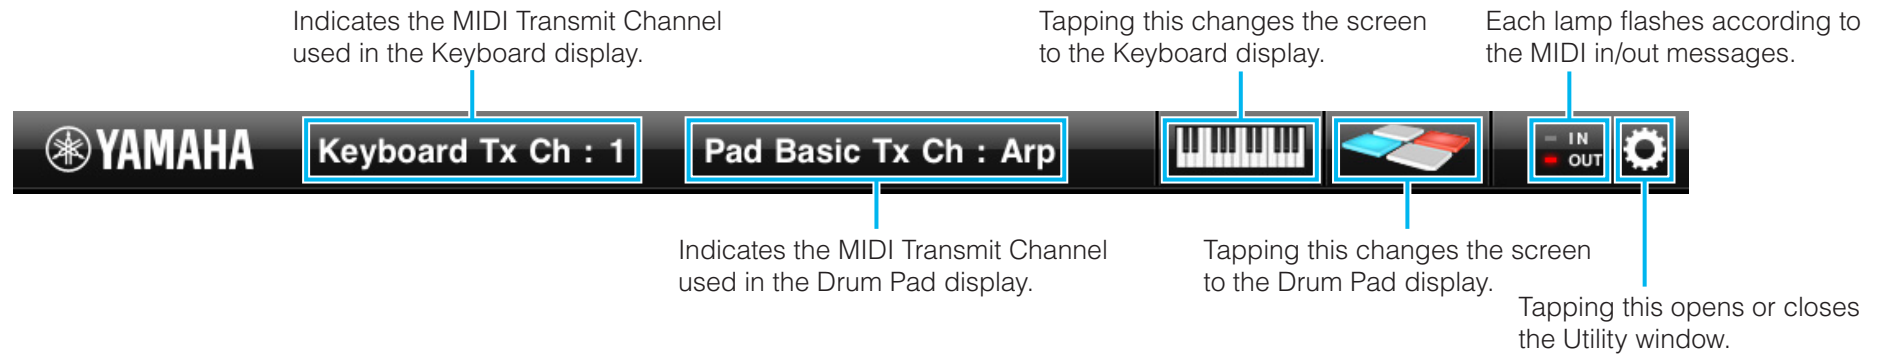 Indicates the MIDI Transmit Channel
used in the Keyboard display.
Tapping this changes the screen
to the Keyboard display.
Each lamp flashes according to
the MIDI in/out messages.
YAMAHA
Keyboard Tx Ch : 1
Pad Basic Tx Ch : Arp
IN
OUT
Indicates the MIDI Transmit Channel
used in the Drum Pad display.
Tapping this changes the screen
to the Drum Pad display.
Tapping this opens or closes
the Utility window.